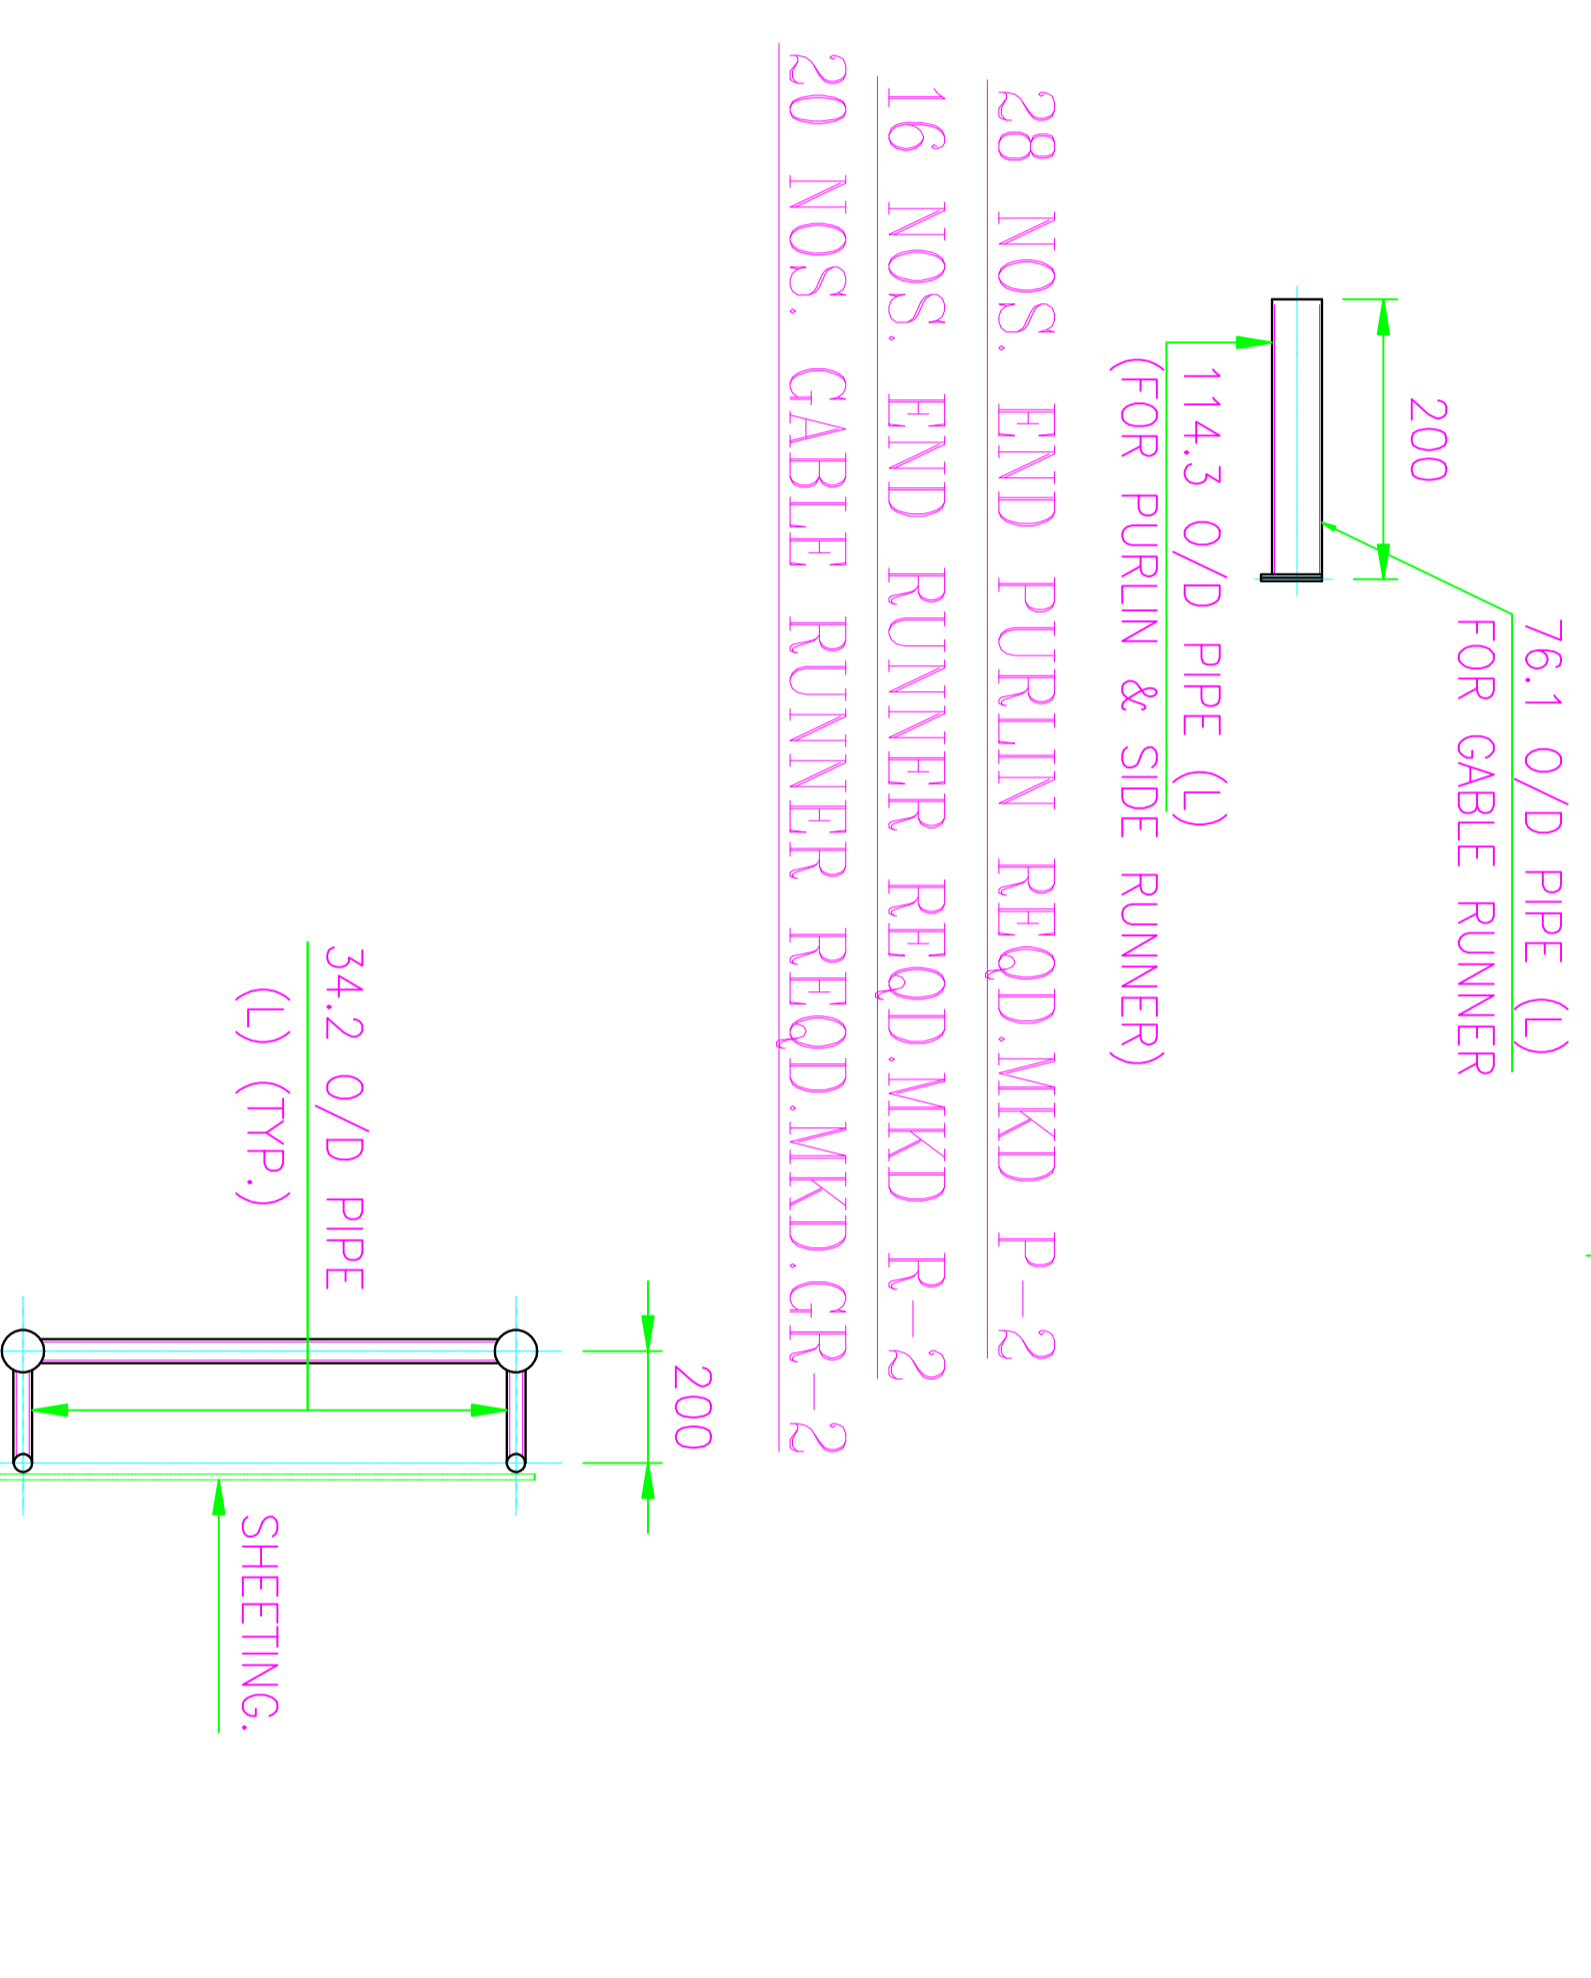 76.1 O/D PIPE (L)
FOR GABLE RUNNER
200
114.3 O/D PIPE (L)
(FOR PURLIN & SIDE RUNNER)
28 NOS. END PURLIN REQD.MKD P-2
16 NOS. END RUNNER REQD.MKD R-2
20 NOS. GABLE RUNNER REQD.MKD.GR-2
200
34.2 O/D PIPE
(L) (TYP.)
SHEETING.